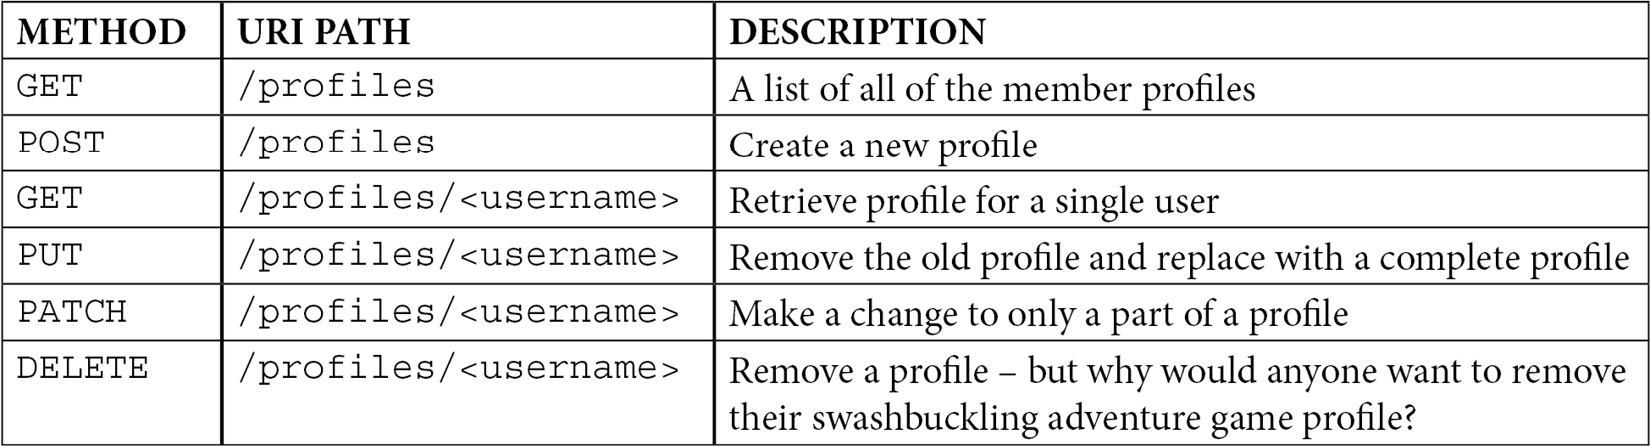 METHOD URI PATH DESCRIPTION
GET /profiles A list of all of the member profiles
POST /profiles Create a new profile
GET /profiles/<username> Retrieve profile for a single user
PUT /profiles/<username> Remove the old profile and replace with a complete profile
PATCH /profiles/<username> Make a change to only a part of a profile
DELETE /profiles/<username> Remove a profile – but why would anyone want to remove
their swashbuckling adventure game profile?